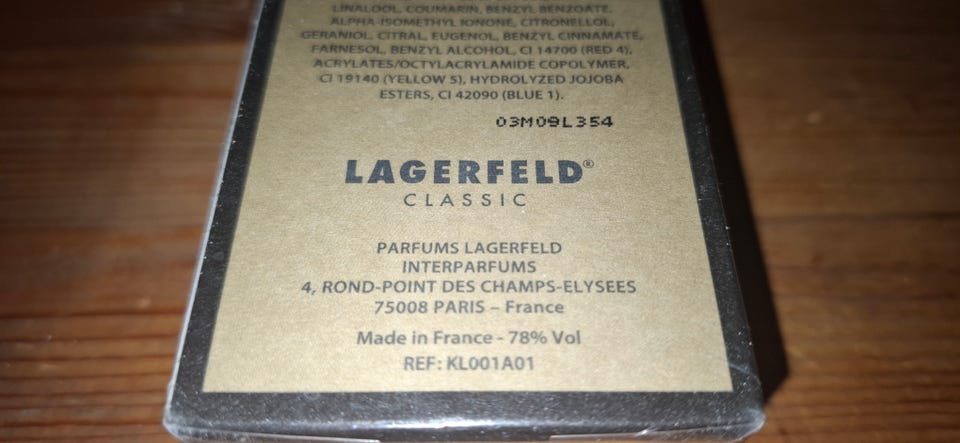 LINALOOL, COUMARIN, BENZYL BENZOATE,
ALPHA-ISOMETHYL IONONE, CITRONELLOL,
GERANIOL, CITRAL, EUGENOL, BENZYL CINNAMATE,
FARNESOL, BENZYL ALCOHOL, CI 14700 (RED 4),
ACRYLATES/OCTYLACRYLAMIDE COPOLYMER,
CI 19140 (YELLOW 5), HYDROLYZED JOJOBA
ESTERS, CI 42090 (BLUE 1).
03M09L354
LAGERFELD®
CLASSIC
PARFUMS LAGERFELD
INTERPARFUMS
4, ROND-POINT DES CHAMPS-ELYSEES
75008 PARIS – France
Made in France - 78% Vol
REF: KL001A01